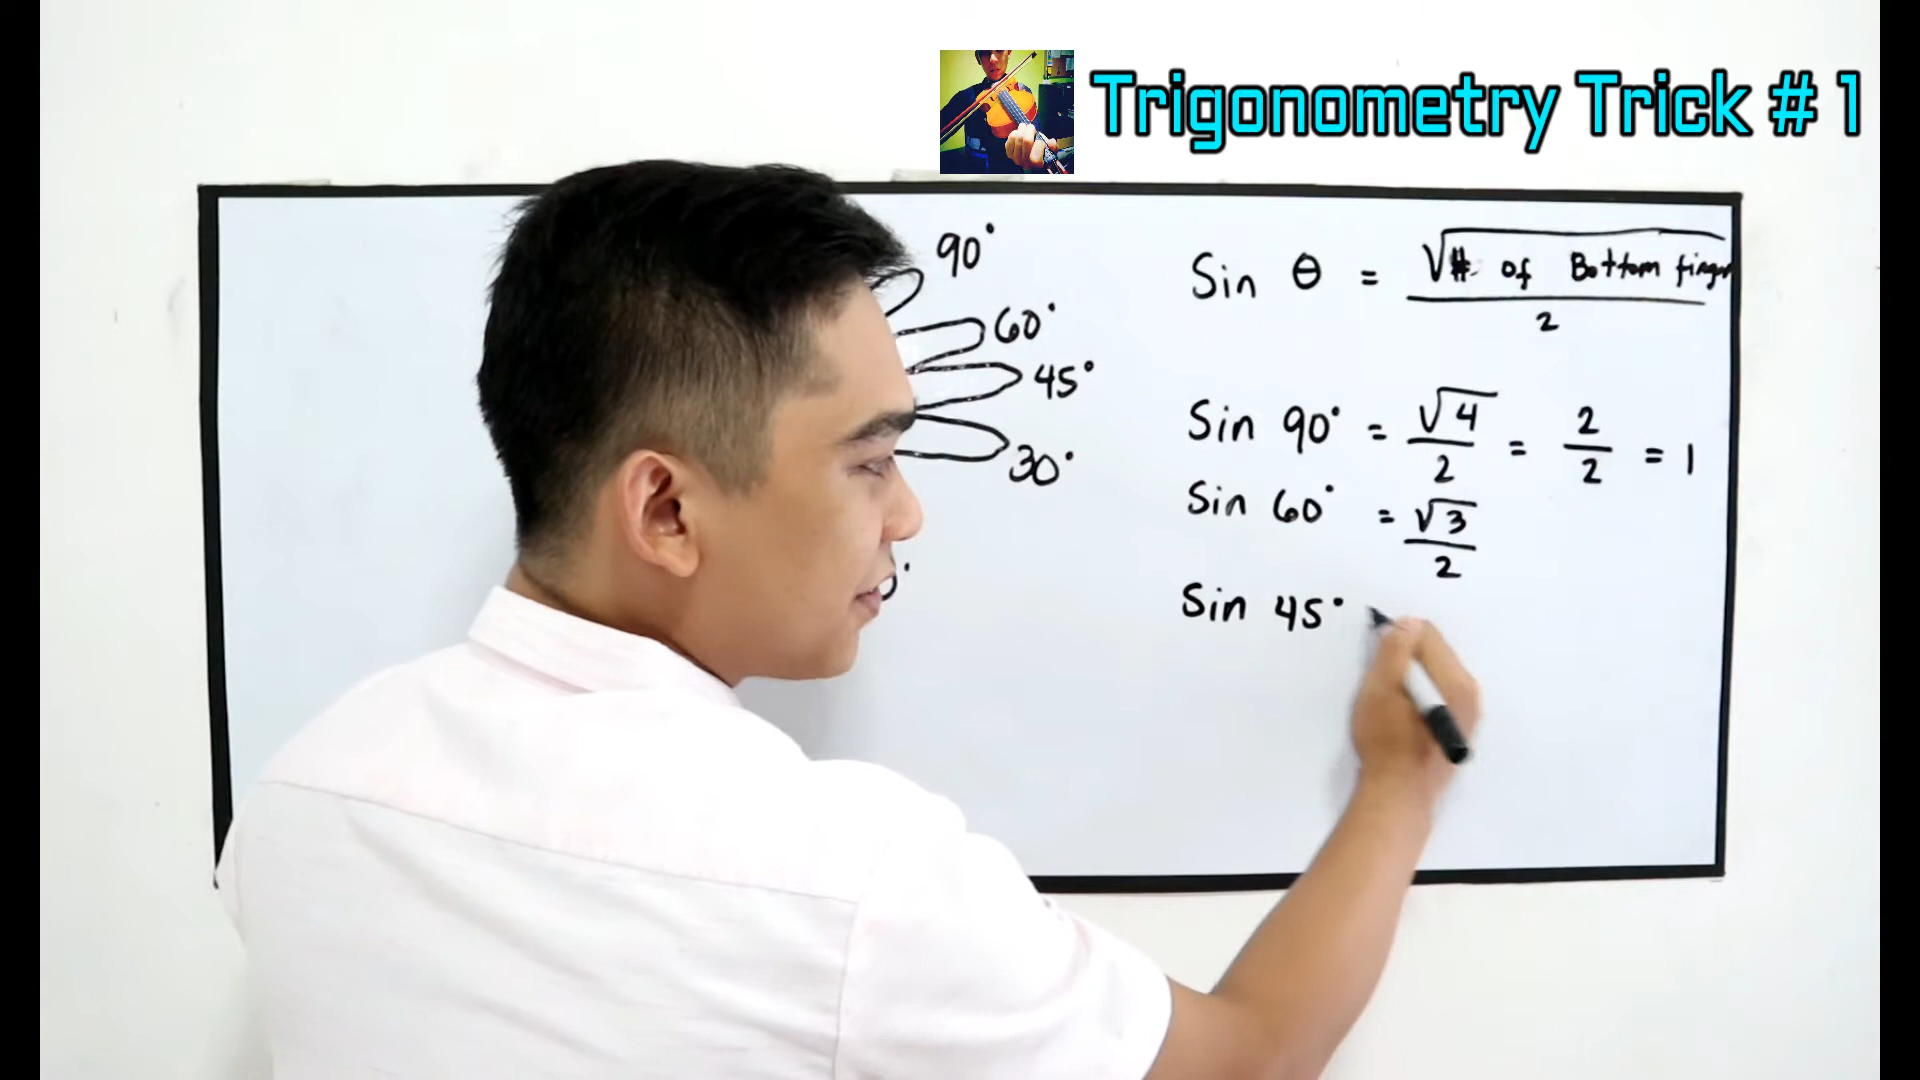 Trigonometry Trick # 1
90°
60°
45°
30°
Sin θ = √# of Bottom finger
2
Sin 90° = √4/2 = 2/2 = 1
Sin 60° = √3/2
Sin 45°